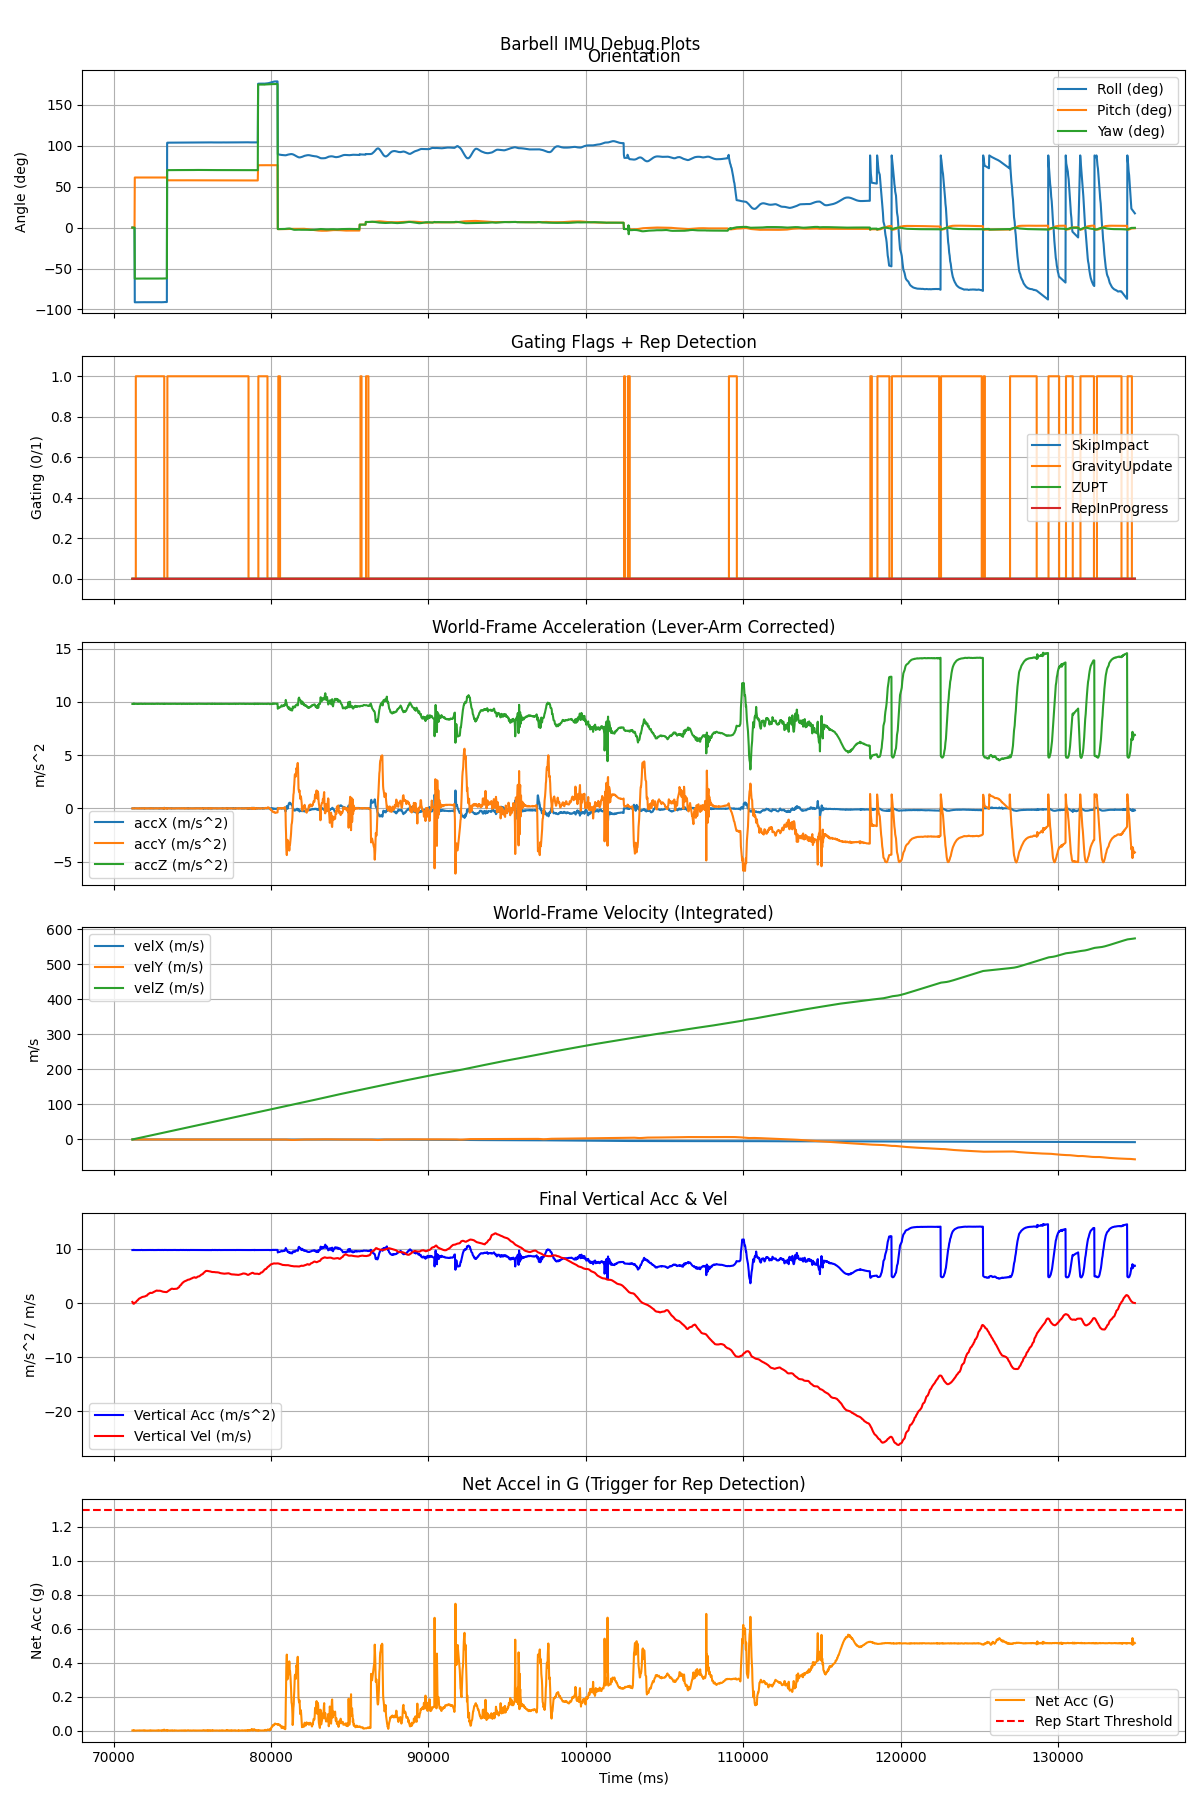 Barbell IMU Debug Plots
Orientation
Angle (deg)
150
100
50
0
−50
−100
Roll (deg)
Pitch (deg)
Yaw (deg)
Gating Flags + Rep Detection
Gating (0/1)
1.0
0.8
0.6
0.4
0.2
0.0
SkipImpact
GravityUpdate
ZUPT
RepInProgress
World-Frame Acceleration (Lever-Arm Corrected)
m/s^2
15
10
5
0
−5
accX (m/s^2)
accY (m/s^2)
accZ (m/s^2)
World-Frame Velocity (Integrated)
m/s
600
500
400
300
200
100
0
velX (m/s)
velY (m/s)
velZ (m/s)
Final Vertical Acc & Vel
m/s^2 / m/s
10
0
−10
−20
Vertical Acc (m/s^2)
Vertical Vel (m/s)
Net Accel in G (Trigger for Rep Detection)
Net Acc (g)
1.2
1.0
0.8
0.6
0.4
0.2
0.0
Net Acc (G)
Rep Start Threshold
70000 80000 90000 100000 110000 120000 130000
Time (ms)